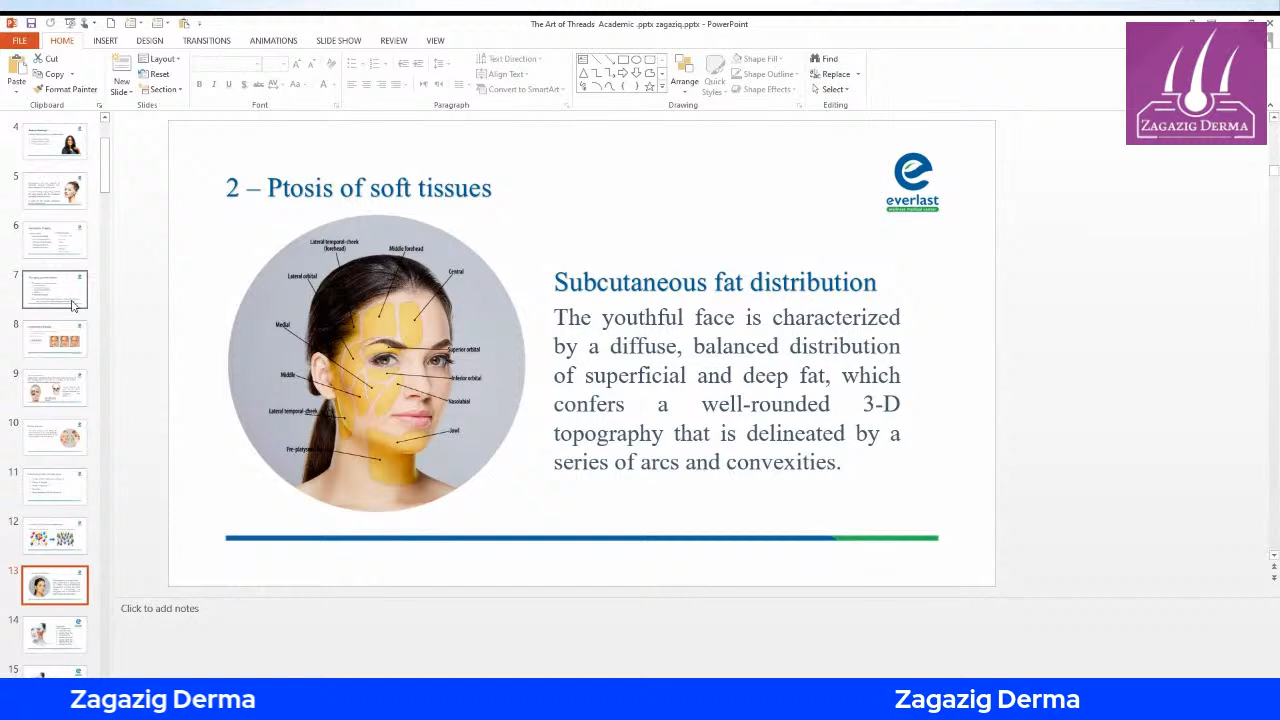 The Art of Threads Academic .pptx zagaziq.pptx - PowerPoint
FILE HOME INSERT DESIGN TRANSITIONS ANIMATIONS SLIDE SHOW REVIEW VIEW
Paste
Cut
Copy
Format Painter
Clipboard
New
Slide
Layout
Reset
Section
Slides
Font
Text Direction
Align Text
Convert to SmartArt
Paragraph
Arrange
Quick
Styles
Shape Fill
Shape Outline
Shape Effects
Drawing
Find
Replace
Select
Editing
ZAGAZIG DERMA
4
5
6
7
8
9
10
11
12
13
14
15
2 – Ptosis of soft tissues
e
everlast
wellness medical center
Lateral temporal-cheek
(forehead)
Middle forehead
Lateral orbital
Central
Medial
Superior orbital
Middle
Inferior orbital
Nasolabial
Lateral temporal-cheek
Jowl
Subcutaneous fat distribution
The youthful face is characterized
by a diffuse, balanced distribution
of superficial and deep fat, which
confers a well-rounded 3-D
topography that is delineated by a
series of arcs and convexities.
Click to add notes
Zagazig Derma
Zagazig Derma